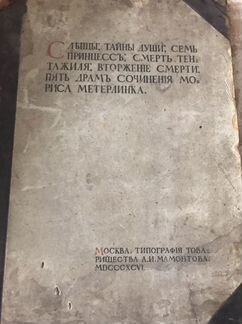 Слѣпцы; Тайны души; Семь
принцессъ; Смерть Тен-
тажиля; Вторженіе смерти;
пять драмъ сочиненія Мо-
риса Метерлинка.
Москва. Типографія Това-
рищества А.И. Мамонтова.
MDCCCXCVI.